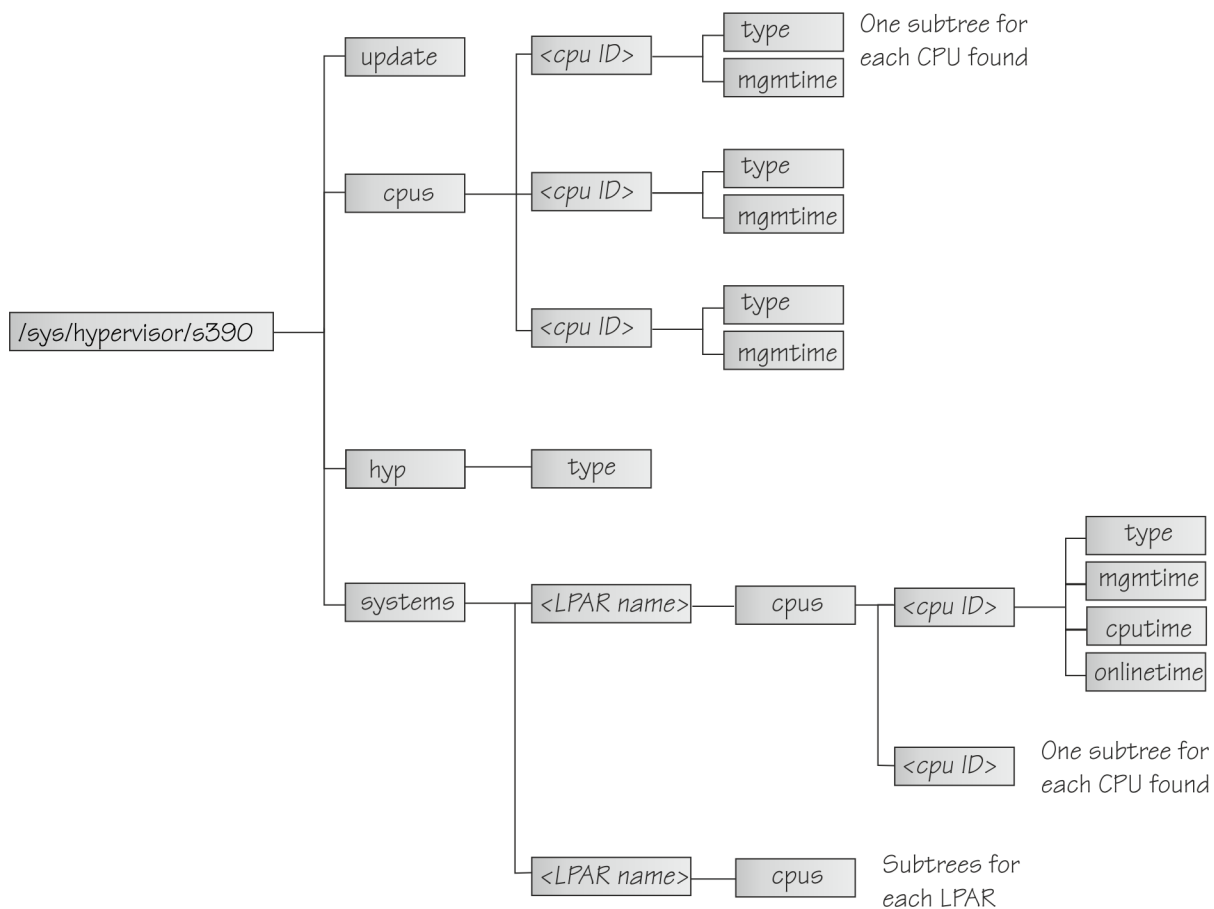 update
<cpu ID>
type
mgmtime
One subtree for
each CPU found
cpus
<cpu ID>
type
mgmtime
<cpu ID>
type
mgmtime
/sys/hypervisor/s390
hyp
type
systems
<LPAR name>
cpus
<cpu ID>
type
mgmtime
cputime
onlinetime
<cpu ID>
One subtree for
each CPU found
<LPAR name>
cpus
Subtrees for
each LPAR